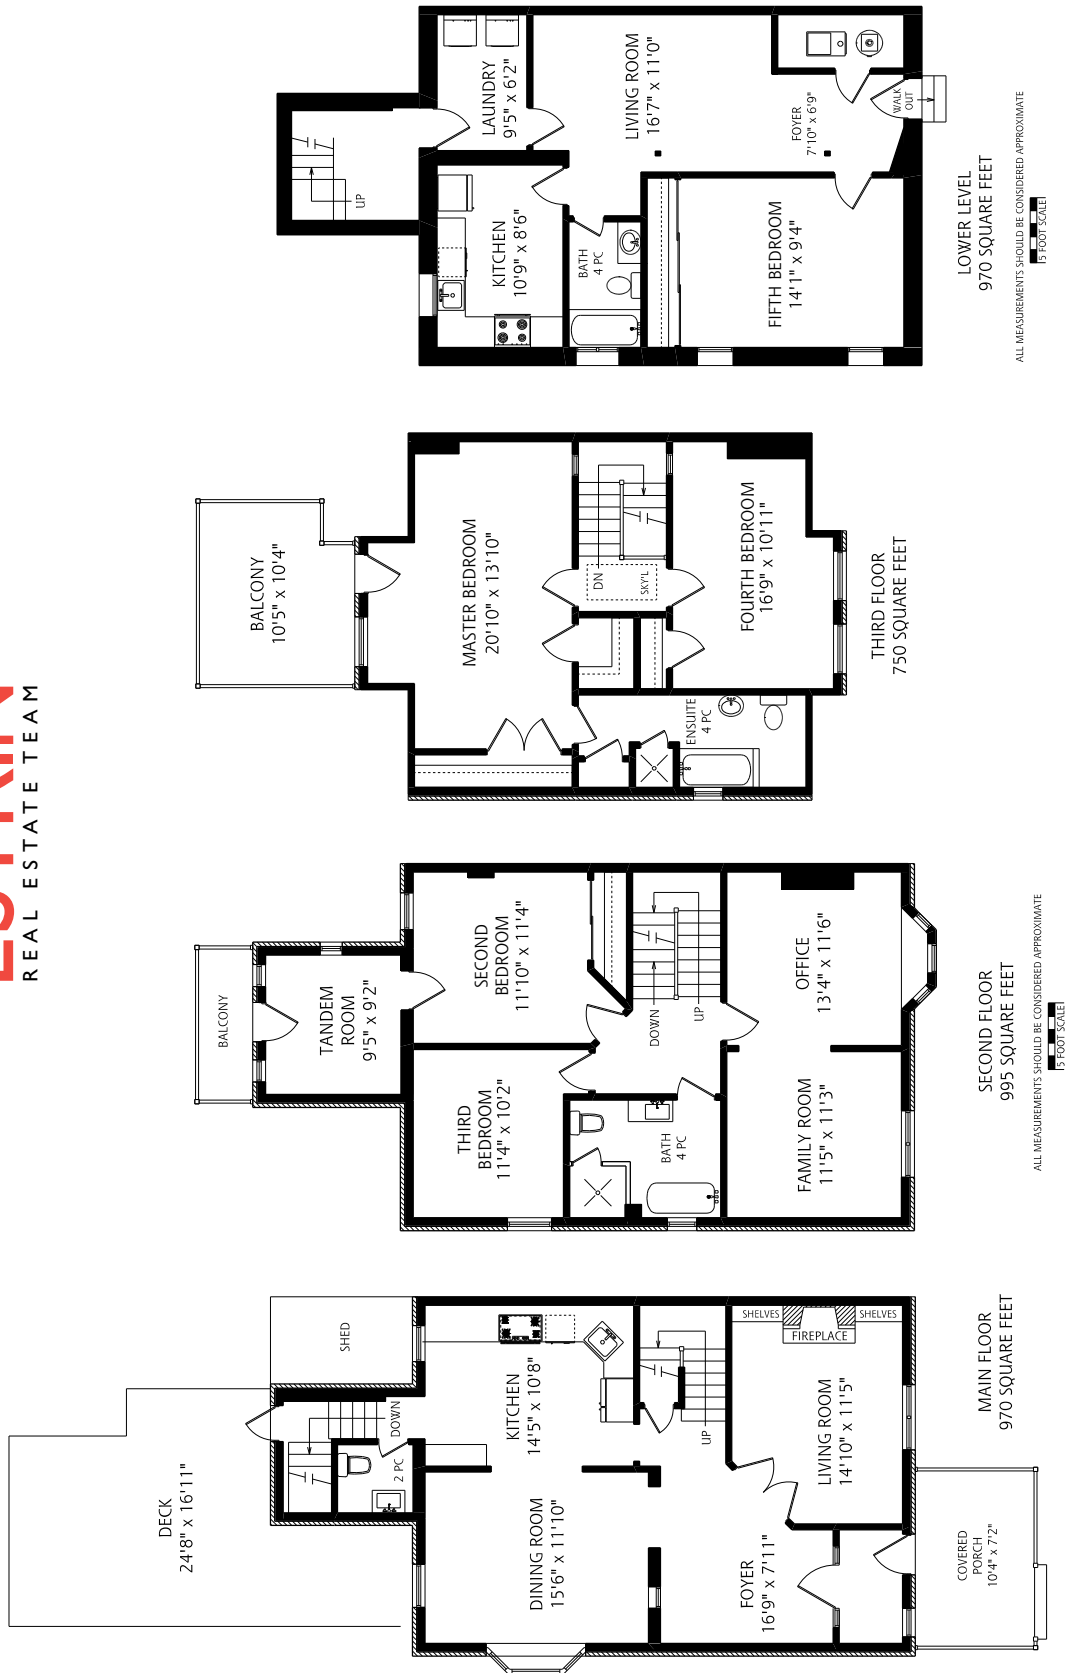 REAL ESTATE TEAM
DECK
24'8" x 16'11"
SHED
DOWN
2 PC
KITCHEN
14'5" x 10'8"
DINING ROOM
15'6" x 11'10"
UP
SHELVES
FIREPLACE
SHELVES
LIVING ROOM
14'10" x 11'5"
FOYER
16'9" x 7'11"
COVERED
PORCH
10'4" x 7'2"
MAIN FLOOR
970 SQUARE FEET
BALCONY
TANDEM
ROOM
9'5" x 9'2"
SECOND
BEDROOM
11'10" x 11'4"
THIRD
BEDROOM
11'4" x 10'2"
DOWN
UP
BATH
4 PC
OFFICE
13'4" x 11'6"
FAMILY ROOM
11'5" x 11'3"
SECOND FLOOR
995 SQUARE FEET
ALL MEASUREMENTS SHOULD BE CONSIDERED APPROXIMATE
5 FOOT SCALE
BALCONY
10'5" x 10'4"
MASTER BEDROOM
20'10" x 13'10"
DN
SKY'L
ENSUITE
4 PC
FOURTH BEDROOM
16'9" x 10'11"
THIRD FLOOR
750 SQUARE FEET
UP
LAUNDRY
9'5" x 6'2"
KITCHEN
10'9" x 8'6"
BATH
4 PC
LIVING ROOM
16'7" x 11'0"
FOYER
7'10" x 6'9"
WALK
OUT
FIFTH BEDROOM
14'1" x 9'4"
LOWER LEVEL
970 SQUARE FEET
ALL MEASUREMENTS SHOULD BE CONSIDERED APPROXIMATE
5 FOOT SCALE